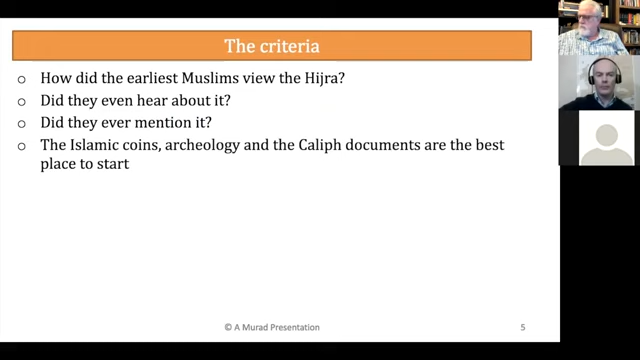 The criteria
o How did the earliest Muslims view the Hijra?
o Did they even hear about it?
o Did they ever mention it?
o The Islamic coins, archeology and the Caliph documents are the best
place to start
© A Murad Presentation
5